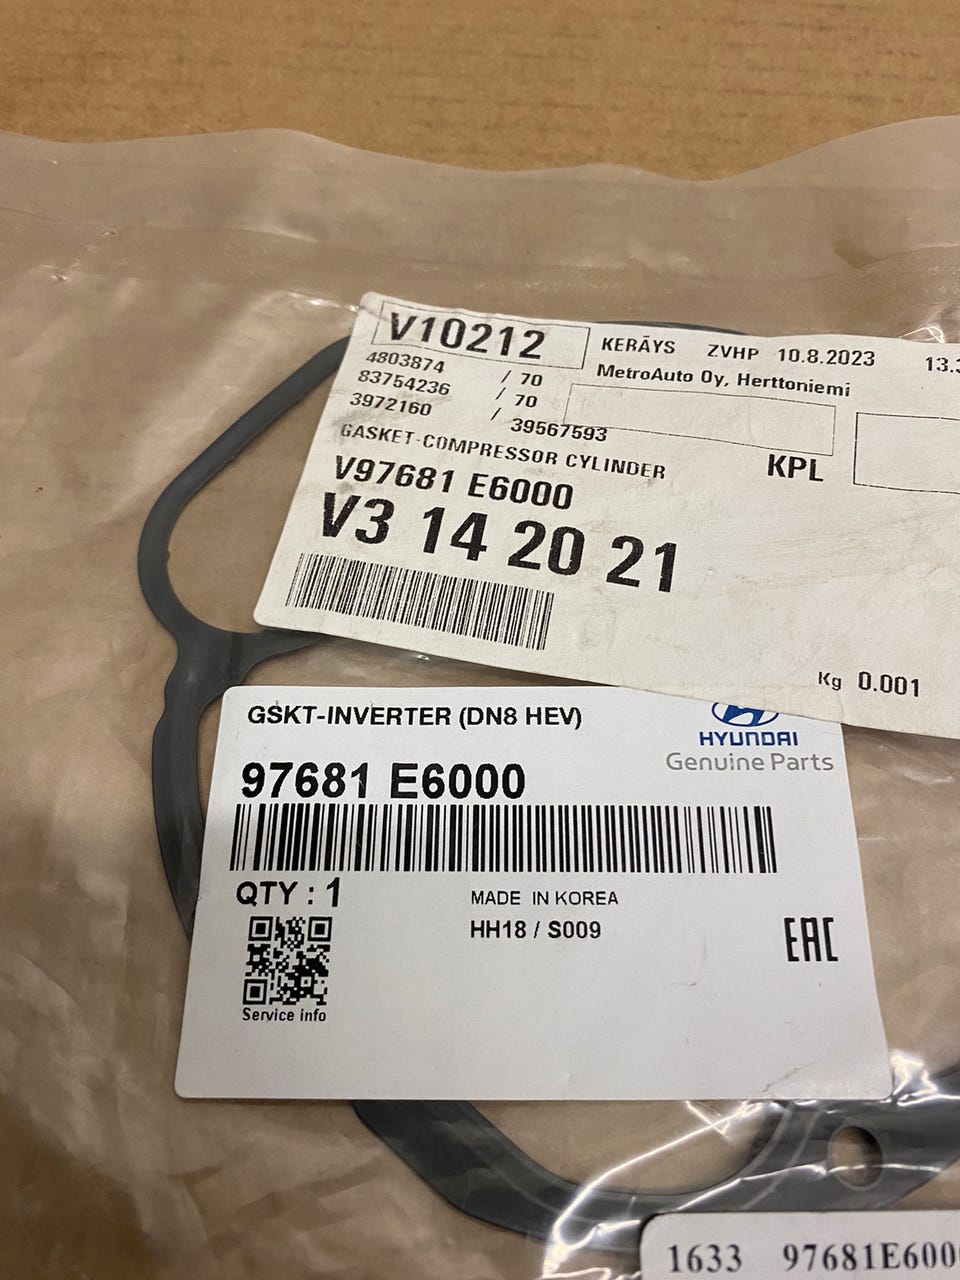 V10212
KERÄYS ZVHP 10.8.2023
4803874 / 70
MetroAuto Oy, Herttoniemi
83754236 / 70
3972160 / 39567593
GASKET-COMPRESSOR CYLINDER
KPL
V97681 E6000
V3 14 20 21
Kg 0.001
GSKT-INVERTER (DN8 HEV)
HYUNDAI
Genuine Parts
97681 E6000
QTY : 1
MADE IN KOREA
HH18 / S009
EAC
Service info
1633 97681E600